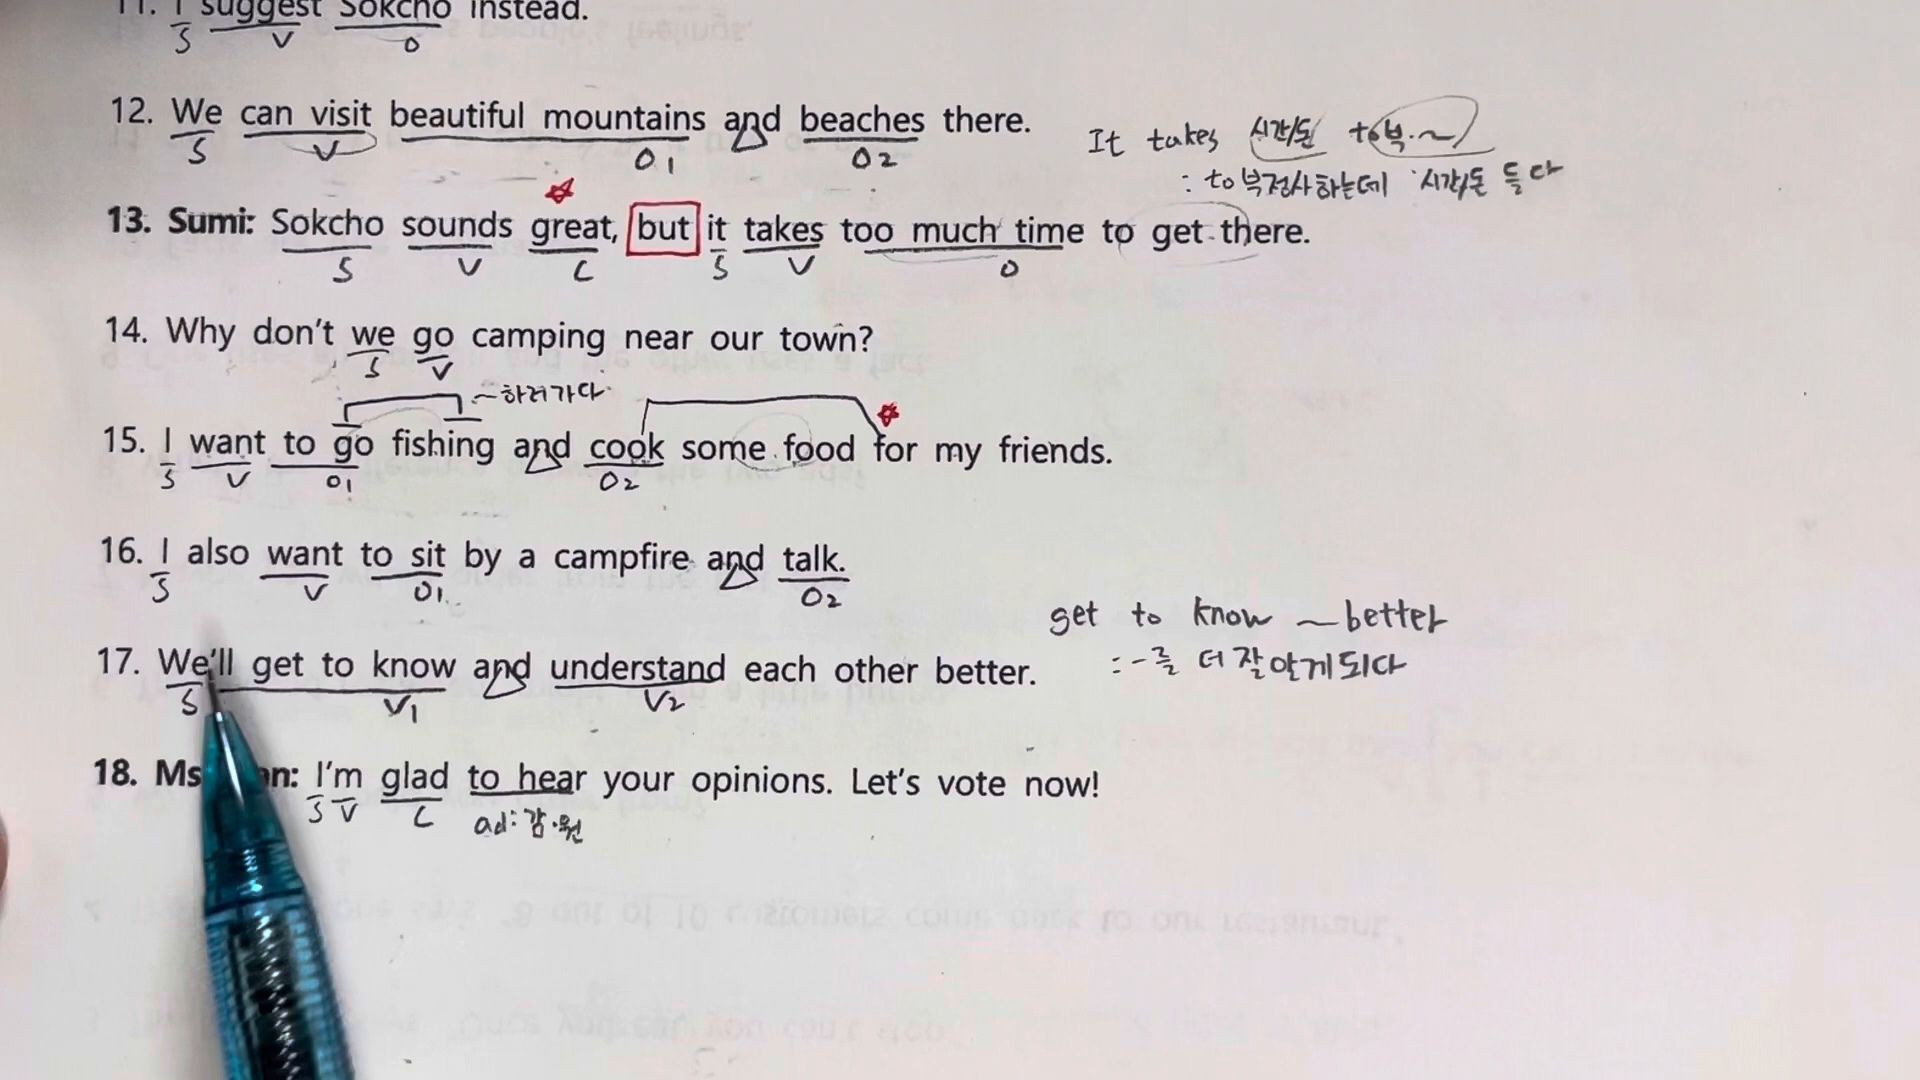 11. I suggest Sokcho instead.
S V O
12. We can visit beautiful mountains and beaches there.
S V O1 O2
It takes 시간/돈 to부.~
: to부정사하는데 시간/돈 들다
13. Sumi: Sokcho sounds great, but it takes too much time to get there.
S V C S V O
14. Why don't we go camping near our town?
S V
~하러가다
15. I want to go fishing and cook some food for my friends.
S V O1 O2
16. I also want to sit by a campfire and talk.
S V O1 O2
get to know ~better
: -를 더 잘 알게되다
17. We'll get to know and understand each other better.
S V1 V2
18. Ms. I'm glad to hear your opinions. Let's vote now!
S V C ad:감.원